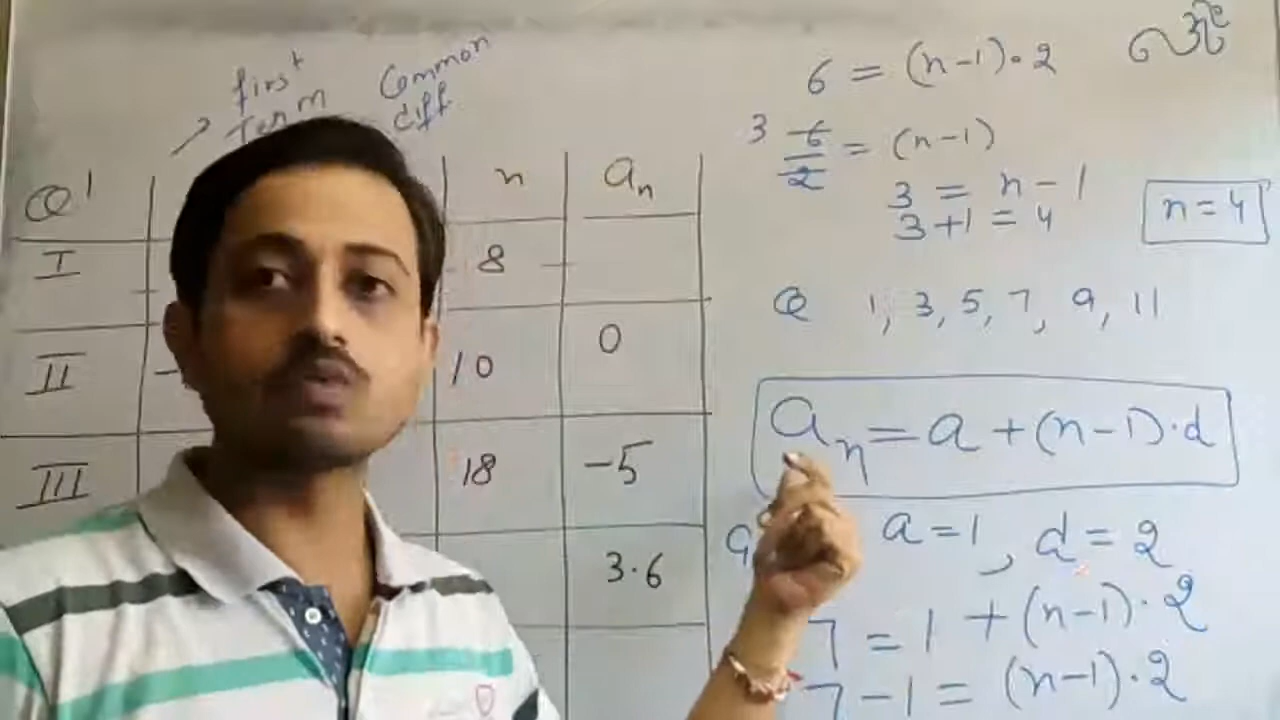 first
Term
Common
diff
Q1
n
an
I
8
II
10
0
III
18
-5
3.6
6 = (n-1)·2
3 6/2 = (n-1)
3 = n-1
3+1 = 4
n=4
Q 1, 3, 5, 7, 9, 11
an = a + (n-1)·d
a=1, d=2
7 = 1 + (n-1)·2
7-1 = (n-1)·2